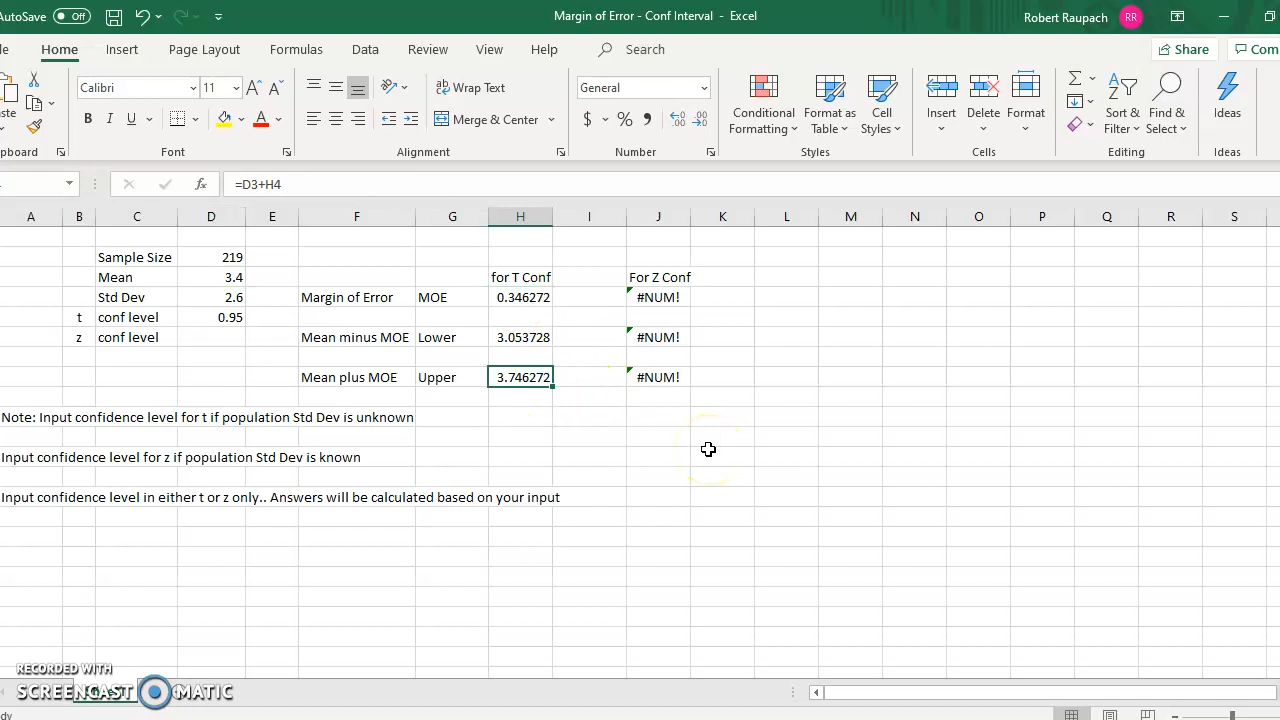 AutoSave Off Margin of Error - Conf Interval - Excel Robert Raupach RR
le Home Insert Page Layout Formulas Data Review View Help Search Share Com
aste Calibri 11 A A Wrap Text General Conditional Format as Cell Insert Delete Format Sort & Find & Ideas
B I U A Merge & Center $ % Formatting Table Styles Filter Select
pboard Font Alignment Number Styles Cells Editing Ideas
fx =D3+H4
A B C D E F G H I J K L M N O P Q R S
Sample Size 219
Mean 3.4 for T Conf For Z Conf
Std Dev 2.6 Margin of Error MOE 0.346272 #NUM!
t conf level 0.95
z conf level Mean minus MOE Lower 3.053728 #NUM!
Mean plus MOE Upper 3.746272 #NUM!
Note: Input confidence level for t if population Std Dev is unknown
Input confidence level for z if population Std Dev is known
Input confidence level in either t or z only.. Answers will be calculated based on your input
RECORDED WITH
SCREENCAST MATIC
dy